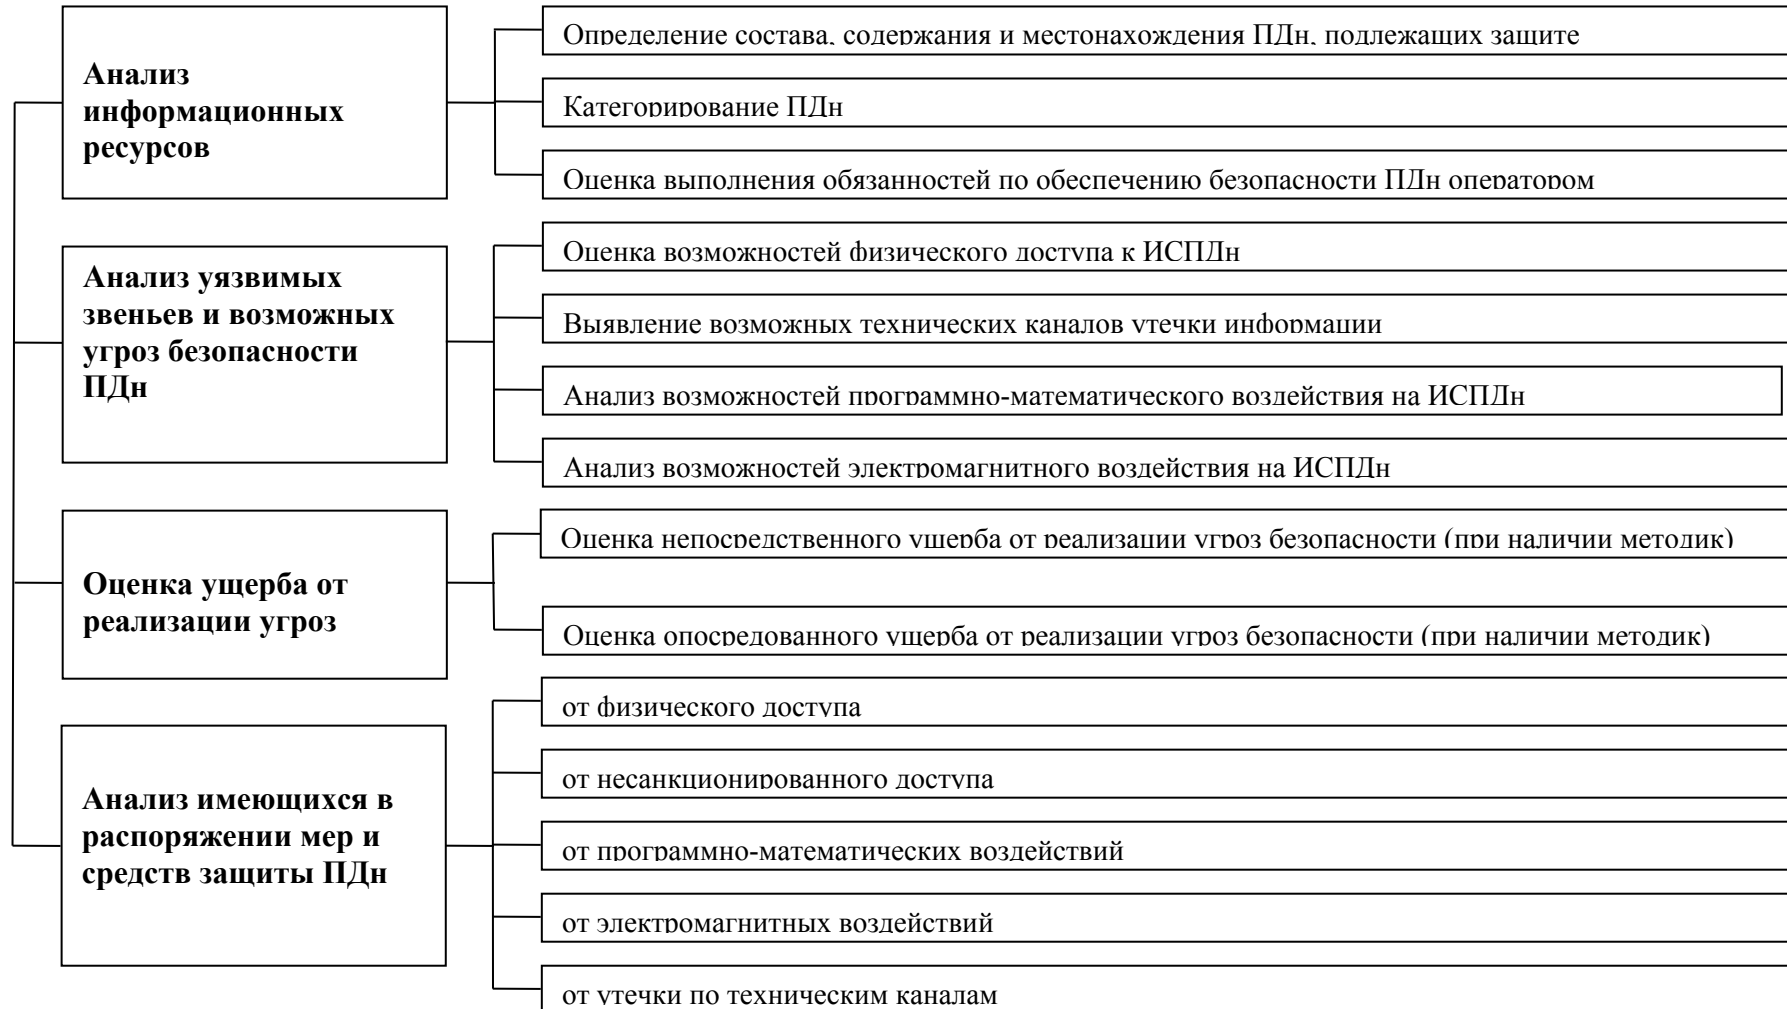 Анализ
информационных
ресурсов
Определение состава, содержания и местонахождения ПДн, подлежащих защите
Категорирование ПДн
Оценка выполнения обязанностей по обеспечению безопасности ПДн оператором
Анализ уязвимых
звеньев и возможных
угроз безопасности
ПДн
Оценка возможностей физического доступа к ИСПДн
Выявление возможных технических каналов утечки информации
Анализ возможностей программно-математического воздействия на ИСПДн
Анализ возможностей электромагнитного воздействия на ИСПДн
Оценка ущерба от
реализации угроз
Оценка непосредственного ущерба от реализации угроз безопасности (при наличии методик)
Оценка опосредованного ущерба от реализации угроз безопасности (при наличии методик)
Анализ имеющихся в
распоряжении мер и
средств защиты ПДн
от физического доступа
от несанкционированного доступа
от программно-математических воздействий
от электромагнитных воздействий
от утечки по техническим каналам